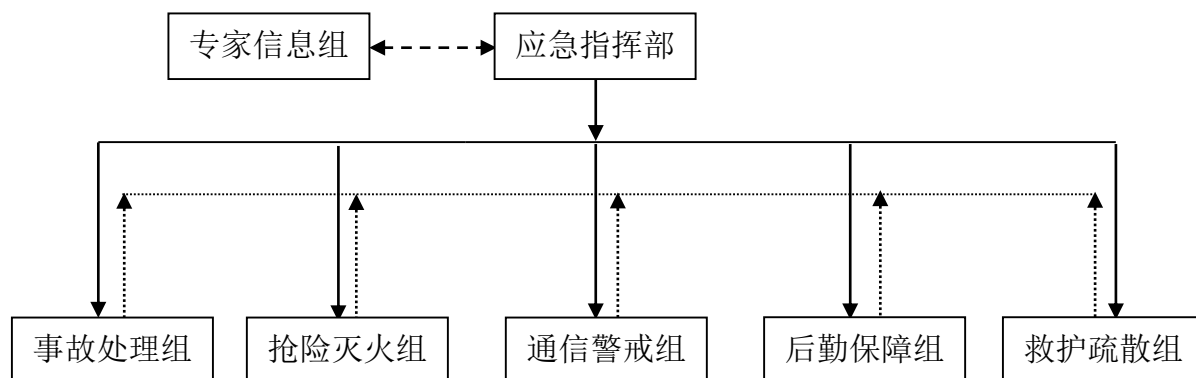 专家信息组
应急指挥部
事故处理组
抢险灭火组
通信警戒组
后勤保障组
救护疏散组